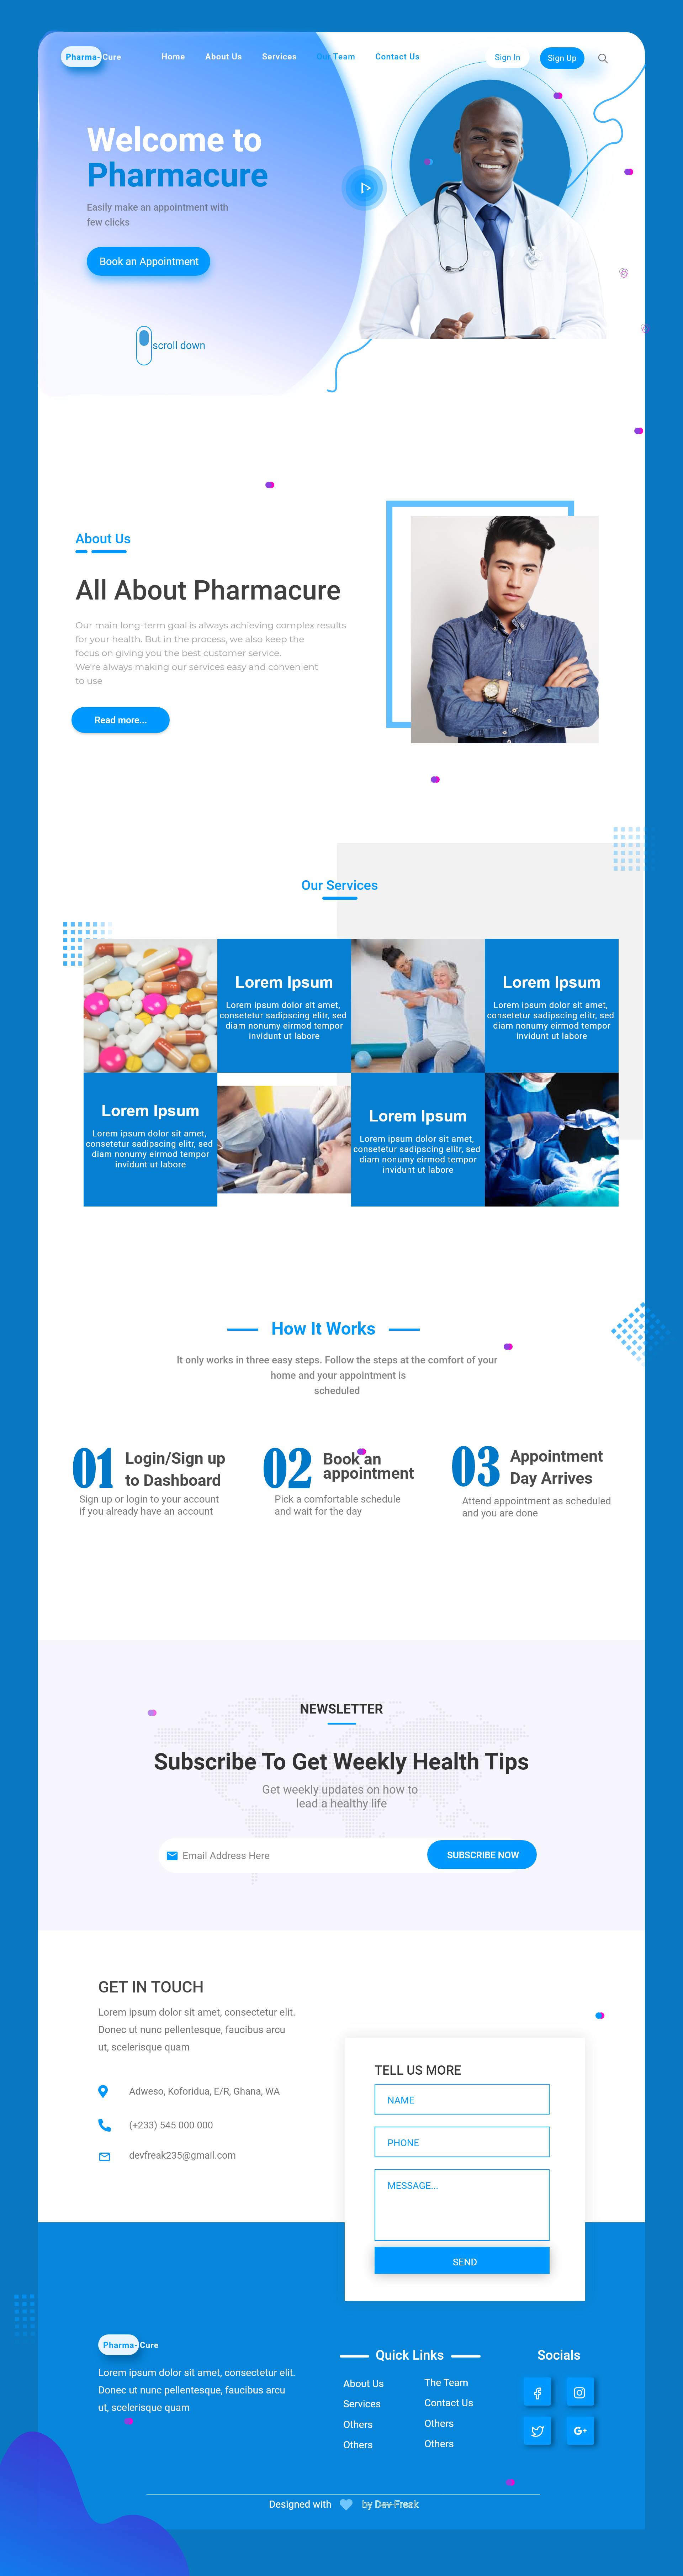 Pharma-Cure
Home About Us Services Our Team Contact Us
Sign In Sign Up
Welcome to
Pharmacure
Easily make an appointment with
few clicks
Book an Appointment
scroll down
About Us
All About Pharmacure
Our main long-term goal is always achieving complex results
for your health. But in the process, we also keep the
focus on giving you the best customer service.
We're always making our services easy and convenient
to use
Read more...
Our Services
Lorem Ipsum
Lorem ipsum dolor sit amet,
consetetur sadipscing elitr, sed
diam nonumy eirmod tempor
invidunt ut labore
Lorem Ipsum
Lorem ipsum dolor sit amet,
consetetur sadipscing elitr, sed
diam nonumy eirmod tempor
invidunt ut labore
Lorem Ipsum
Lorem ipsum dolor sit amet,
consetetur sadipscing elitr, sed
diam nonumy eirmod tempor
invidunt ut labore
Lorem Ipsum
Lorem ipsum dolor sit amet,
consetetur sadipscing elitr, sed
diam nonumy eirmod tempor
invidunt ut labore
How It Works
It only works in three easy steps. Follow the steps at the comfort of your
home and your appointment is
scheduled
01
Login/Sign up
to Dashboard
Sign up or login to your account
if you already have an account
02
Book an
appointment
Pick a comfortable schedule
and wait for the day
03
Appointment
Day Arrives
Attend appointment as scheduled
and you are done
NEWSLETTER
Subscribe To Get Weekly Health Tips
Get weekly updates on how to
lead a healthy life
Email Address Here
SUBSCRIBE NOW
GET IN TOUCH
Lorem ipsum dolor sit amet, consectetur elit.
Donec ut nunc pellentesque, faucibus arcu
ut, scelerisque quam
Adweso, Koforidua, E/R, Ghana, WA
(+233) 545 000 000
devfreak235@gmail.com
TELL US MORE
NAME
PHONE
MESSAGE...
SEND
Pharma-Cure
Lorem ipsum dolor sit amet, consectetur elit.
Donec ut nunc pellentesque, faucibus arcu
ut, scelerisque quam
Quick Links
About Us
Services
Others
Others
The Team
Contact Us
Others
Others
Socials
G+
Designed with by Dev-Freak